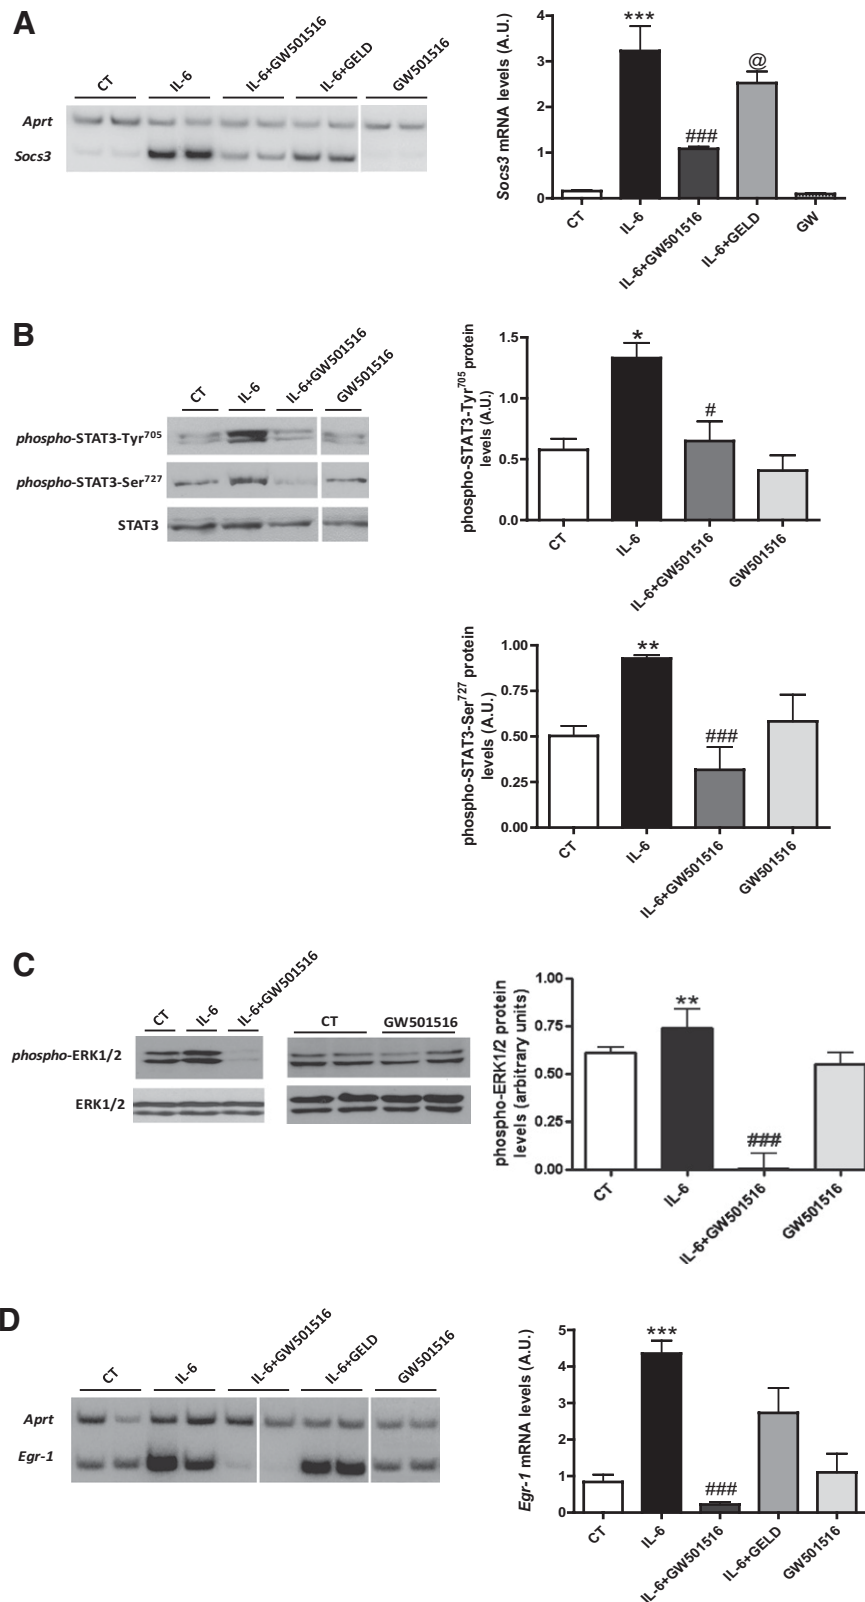 A
CT
IL-6
IL-6+GW501516
IL-6+GELD
GW501516
Aprt
Socs3
Socs3 mRNA levels (A.U.)
4
3
2
1
0
***
###
@
CT
IL-6
IL-6+GW501516
IL-6+GELD
GW
B
CT
IL-6
IL-6+GW501516
GW501516
phospho-STAT3-Tyr705
phospho-STAT3-Ser727
STAT3
phospho-STAT3-Tyr705 protein
levels (A.U.)
1.5
1.0
0.5
0.0
*
#
CT
IL-6
IL-6+GW501516
GW501516
phospho-STAT3-Ser727 protein
levels (A.U.)
1.00
0.75
0.50
0.25
0.00
**
###
CT
IL-6
IL-6+GW501516
GW501516
C
CT
IL-6
IL-6+GW501516
CT
GW501516
phospho-ERK1/2
ERK1/2
phospho-ERK1/2 protein
levels (arbitrary units)
1.00
0.75
0.50
0.25
0.00
**
###
CT
IL-6
IL-6+GW501516
GW501516
D
CT
IL-6
IL-6+GW501516
IL-6+GELD
GW501516
Aprt
Egr-1
Egr-1 mRNA levels (A.U.)
5
4
3
2
1
0
***
###
CT
IL-6
IL-6+GW501516
IL-6+GELD
GW501516